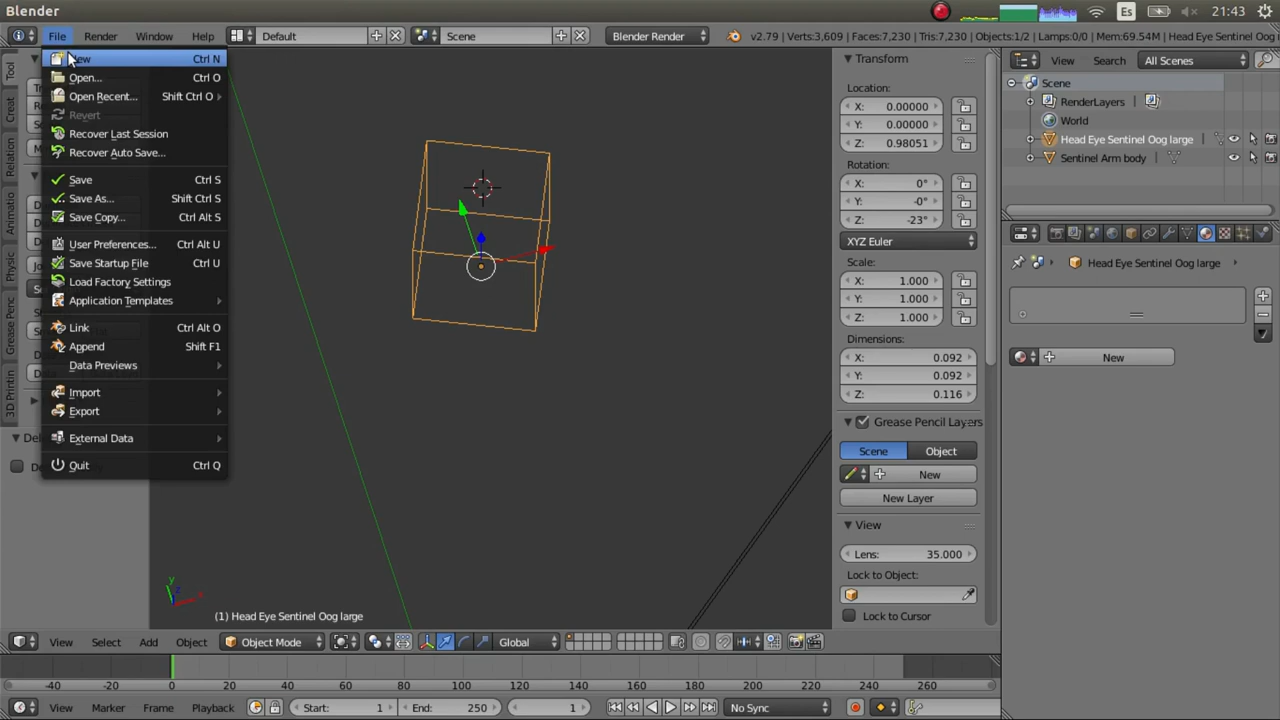 Blender
Es
21:43
File Render Window Help
Default
Scene
Blender Render
v2.79 | Verts:3,609 | Faces:7,230 | Tris:7,230 | Objects:1/2 | Lamps:0/0 | Mem:69.54M | Head Eye Sentinel Oog
New Ctrl N
Open... Ctrl O
Open Recent... Shift Ctrl O
Revert
Recover Last Session
Recover Auto Save...
Save Ctrl S
Save As... Shift Ctrl S
Save Copy... Ctrl Alt S
User Preferences... Ctrl Alt U
Save Startup File Ctrl U
Load Factory Settings
Application Templates
Link Ctrl Alt O
Append Shift F1
Data Previews
Import
Export
External Data
Quit Ctrl Q
Tool
Creat
Relation
Animatio
Physic
Grease Penc
3D Printin
(1) Head Eye Sentinel Oog large
Transform
Location:
X: 0.00000
Y: 0.00000
Z: 0.98051
Rotation:
X: 0°
Y: -0°
Z: -23°
XYZ Euler
Scale:
X: 1.000
Y: 1.000
Z: 1.000
Dimensions:
X: 0.092
Y: 0.092
Z: 0.116
Grease Pencil Layers
Scene Object
New
New Layer
View
Lens: 35.000
Lock to Object:
Lock to Cursor
View Search All Scenes
Scene
RenderLayers
World
Head Eye Sentinel Oog large
Sentinel Arm body
Head Eye Sentinel Oog large
New
View Select Add Object Object Mode Global
-40 -20 0 20 40 60 80 100 120 140 160 180 200 220 240 260
View Marker Frame Playback Start: 1 End: 250 1 No Sync